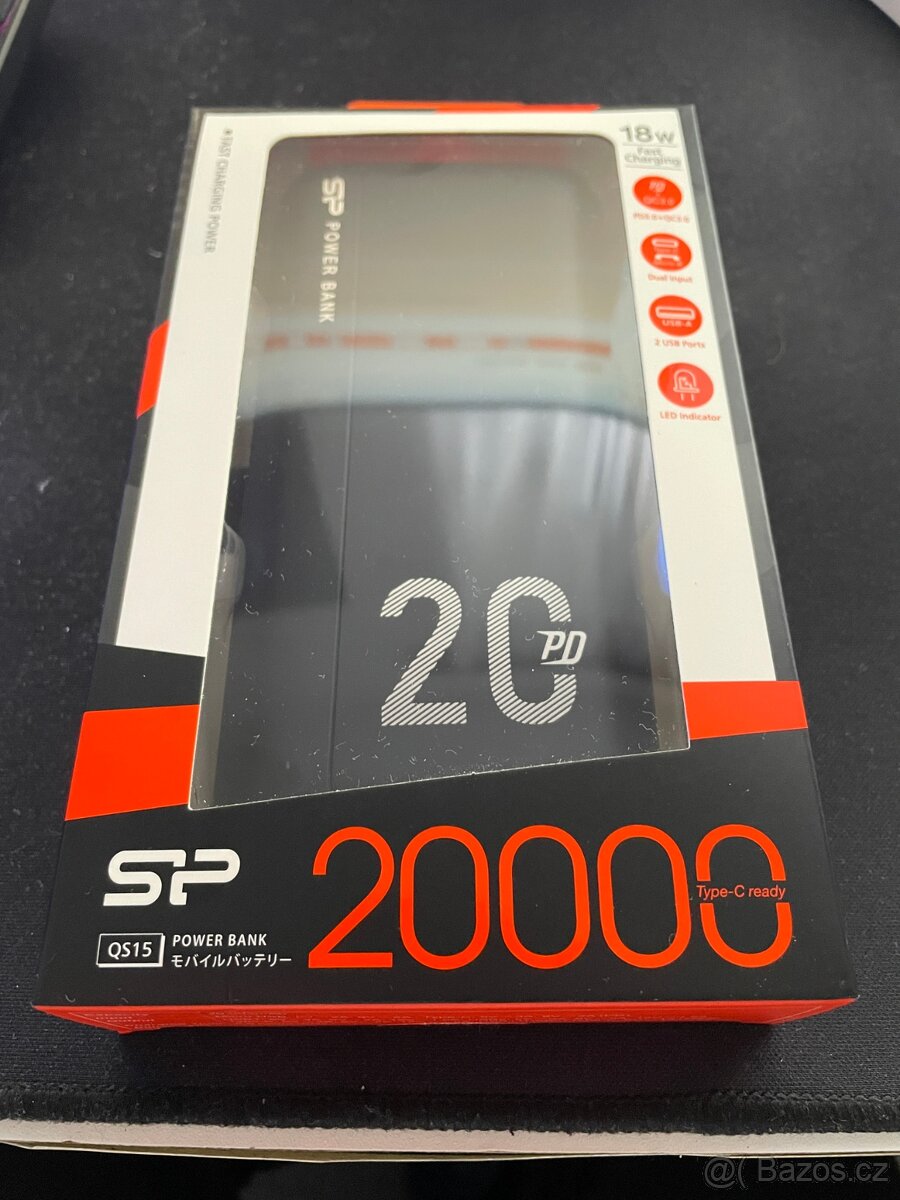 FAST CHARGING POWER
18W
Fast
Charging
PD
Dual Input
USB-A
2 USB Ports
LED Indicator
SP POWER BANK
20
PD
SP
20000
Type-C ready
QS15
POWER BANK
モバイルバッテリー
@( Bazos.cz